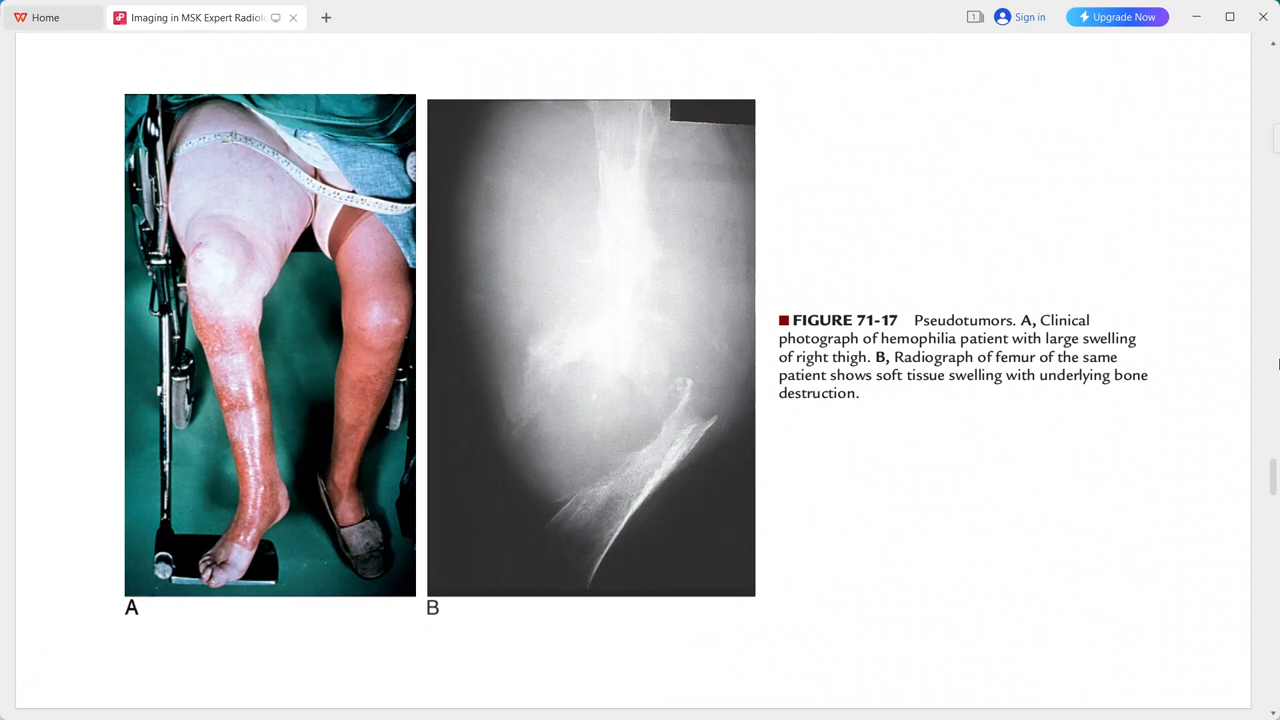 Home
Imaging in MSK Expert Radiol
1
Sign in
Upgrade Now
A
B
FIGURE 71-17 Pseudotumors. A, Clinical
photograph of hemophilia patient with large swelling
of right thigh. B, Radiograph of femur of the same
patient shows soft tissue swelling with underlying bone
destruction.